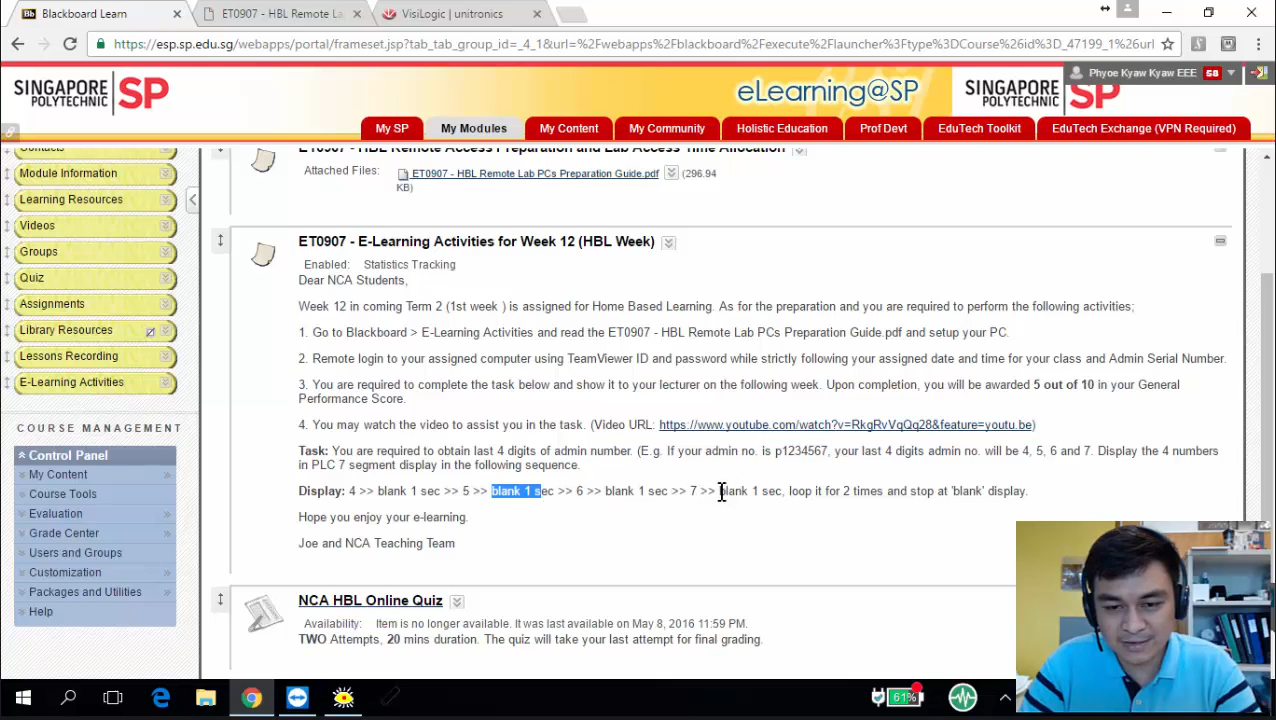 Blackboard Learn
ET0907 - HBL Remote La
VisiLogic | unitronics
https://esp.sp.edu.sg/webapps/portal/frameset.jsp?tab_tab_group_id=_4_1&url=%2Fwebapps%2Fblackboard%2Fexecute%2Flauncher%3Ftype%3DCourse%26id%3D_47199_1%26url
SINGAPORE POLYTECHNIC SP
eLearning@SP
SINGAPORE POLYTECHNIC SP
Phyoe Kyaw Kyaw EEE 58
My SP My Modules My Content My Community Holistic Education Prof Devt EduTech Toolkit EduTech Exchange (VPN Required)
Contacts
Module Information
Learning Resources
Videos
Groups
Quiz
Assignments
Library Resources
Lessons Recording
E-Learning Activities
COURSE MANAGEMENT
Control Panel
My Content
Course Tools
Evaluation
Grade Center
Users and Groups
Customization
Packages and Utilities
Help
ET0907 - HBL Remote Access Preparation and Lab Access Time Allocation
Attached Files: ET0907 - HBL Remote Lab PCs Preparation Guide.pdf (296.94
KB)
ET0907 - E-Learning Activities for Week 12 (HBL Week)
Enabled: Statistics Tracking
Dear NCA Students,
Week 12 in coming Term 2 (1st week ) is assigned for Home Based Learning. As for the preparation and you are required to perform the following activities;
1. Go to Blackboard > E-Learning Activities and read the ET0907 - HBL Remote Lab PCs Preparation Guide.pdf and setup your PC.
2. Remote login to your assigned computer using TeamViewer ID and password while strictly following your assigned date and time for your class and Admin Serial Number.
3. You are required to complete the task below and show it to your lecturer on the following week. Upon completion, you will be awarded 5 out of 10 in your General
Performance Score.
4. You may watch the video to assist you in the task. (Video URL: https://www.youtube.com/watch?v=RkgRvVqQq28&feature=youtu.be)
Task: You are required to obtain last 4 digits of admin number. (E.g. If your admin no. is p1234567, your last 4 digits admin no. will be 4, 5, 6 and 7. Display the 4 numbers
in PLC 7 segment display in the following sequence.
Display: 4 >> blank 1 sec >> 5 >> blank 1 sec >> 6 >> blank 1 sec >> 7 >> blank 1 sec, loop it for 2 times and stop at 'blank' display.
Hope you enjoy your e-learning.
Joe and NCA Teaching Team
NCA HBL Online Quiz
Availability: Item is no longer available. It was last available on May 8, 2016 11:59 PM.
TWO Attempts, 20 mins duration. The quiz will take your last attempt for final grading.
61%